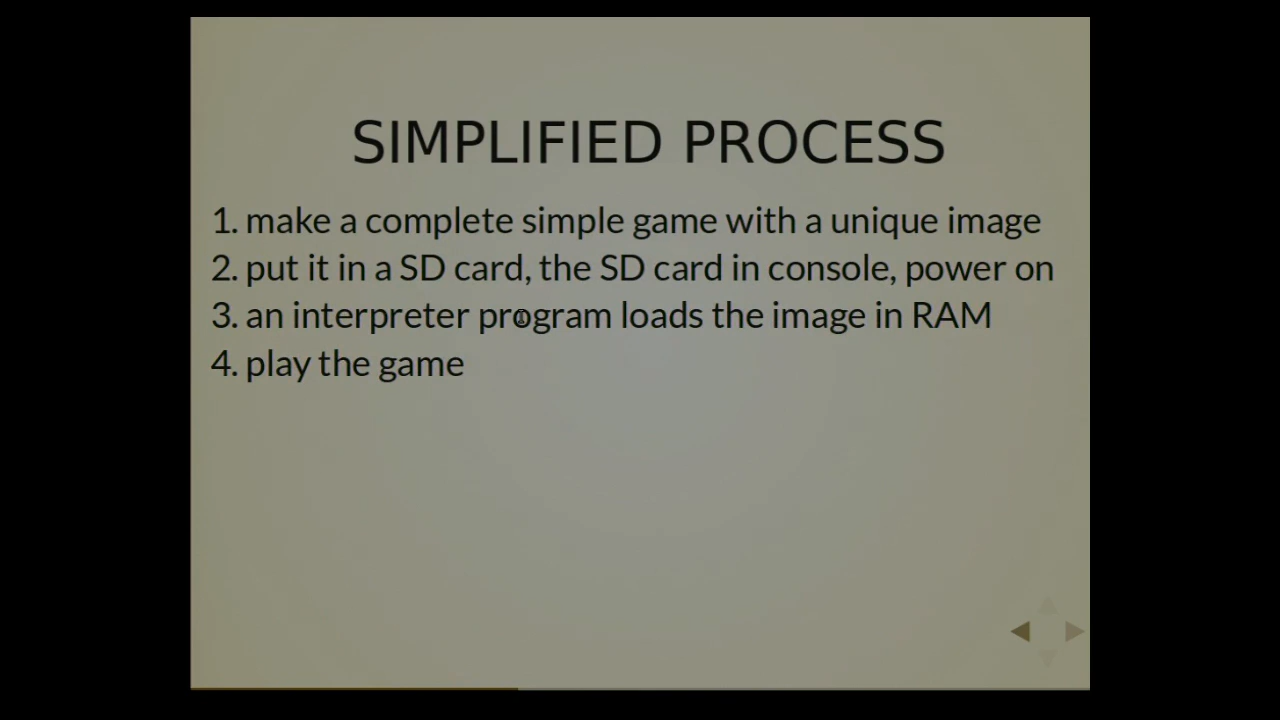 SIMPLIFIED PROCESS
1. make a complete simple game with a unique image
2. put it in a SD card, the SD card in console, power on
3. an interpreter program loads the image in RAM
4. play the game